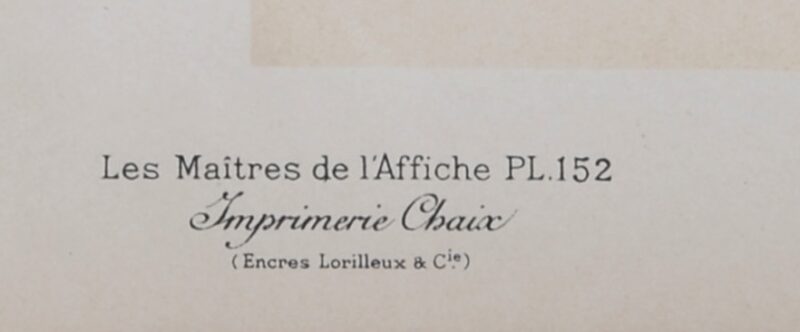 Les Maîtres de l'Affiche PL.152
Imprimerie Chaix
(Encres Lorilleux & Cie.)